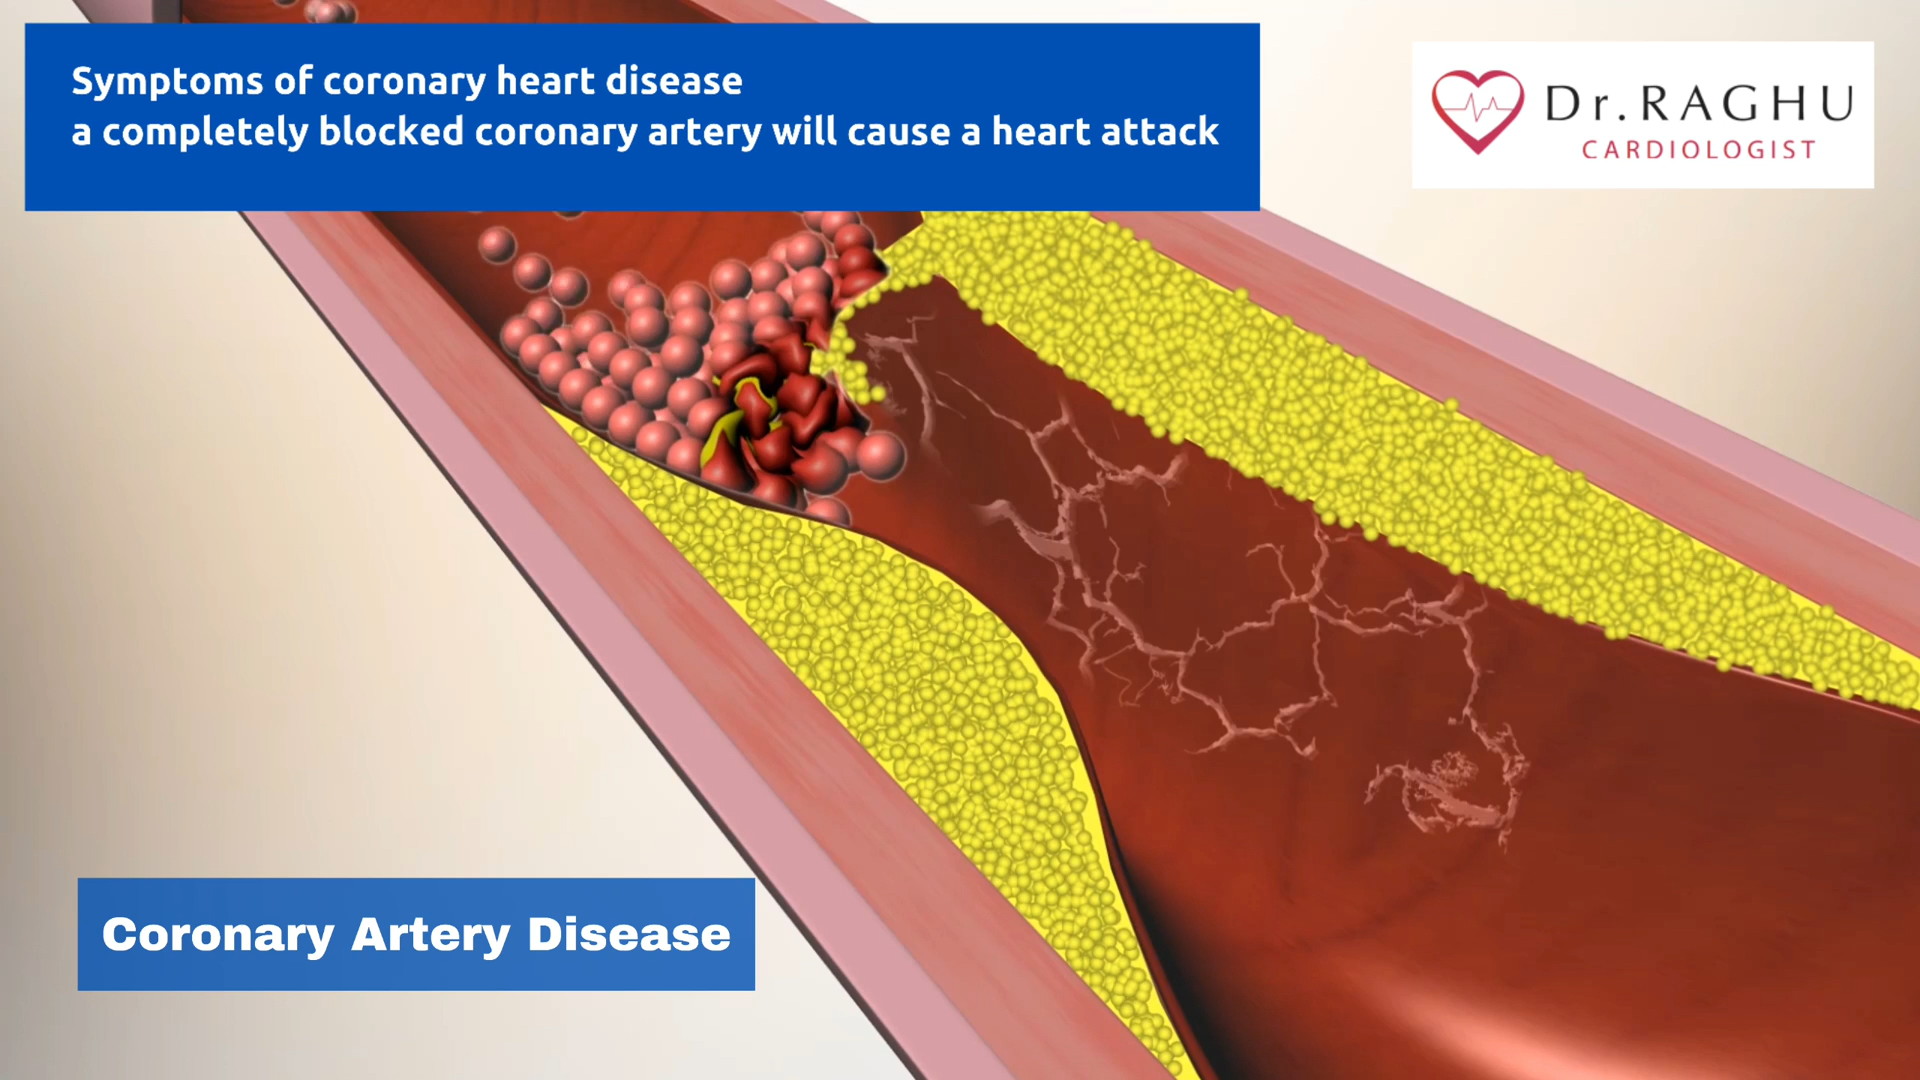 Symptoms of coronary heart disease
a completely blocked coronary artery will cause a heart attack
Dr.RAGHU
CARDIOLOGIST
Coronary Artery Disease